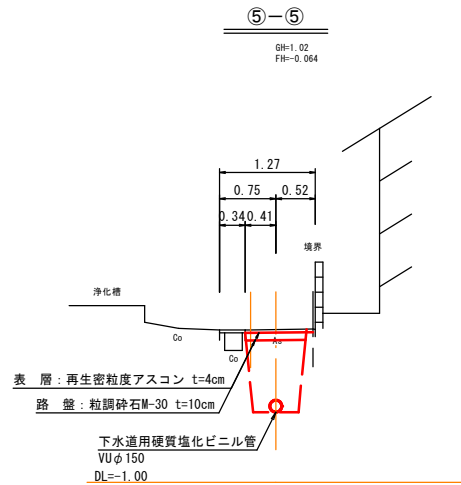 ⑤－⑤
GH=1.02
FH=-0.064
1.27
0.75 0.52
0.34 0.41
境界
浄化槽
Co
As
Co
表　層：再生密粒度アスコン t=4cm
路　盤：粒調砕石M-30 t=10cm
下水道用硬質塩化ビニル管
VUφ150
DL=-1.00